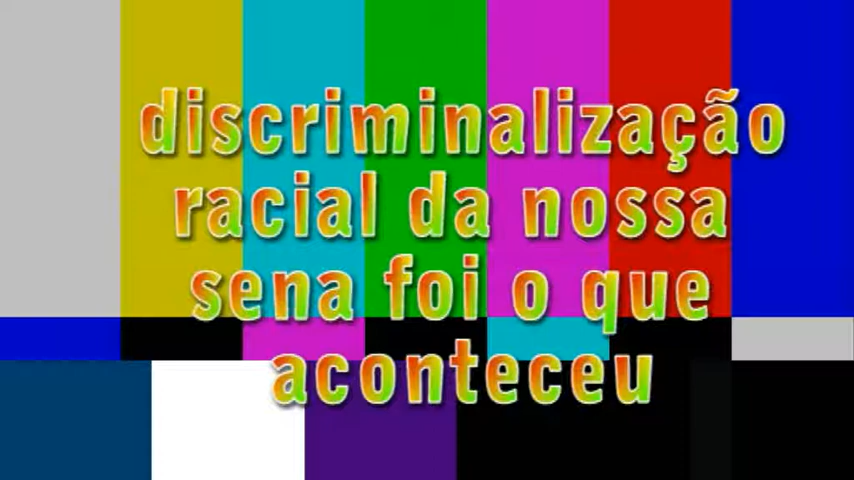 discriminalização
racial da nossa
sena foi o que
aconteceu